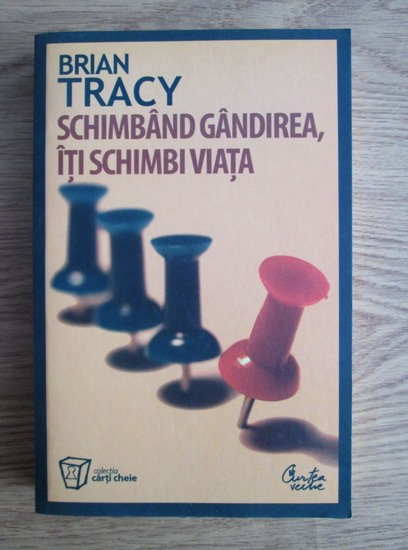 BRIAN
TRACY
SCHIMBÂND GÂNDIREA,
ÎȚI SCHIMBI VIAȚA
colecția
cărți cheie
Curtea
veche